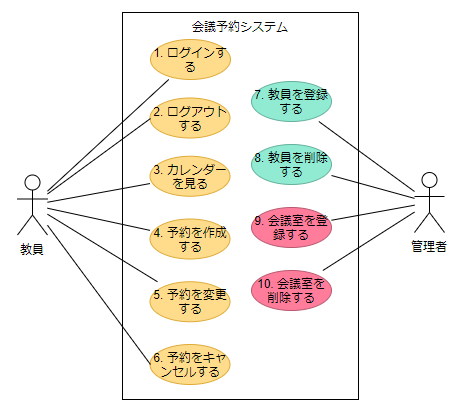 会議予約システム
1. ログインす
る
2. ログアウト
する
3. カレンダー
を見る
4. 予約を作成
する
5. 予約を変更
する
6. 予約をキャ
ンセルする
7. 教員を登録
する
8. 教員を削除
する
9. 会議室を登
録する
10. 会議室を
削除する
教員
管理者